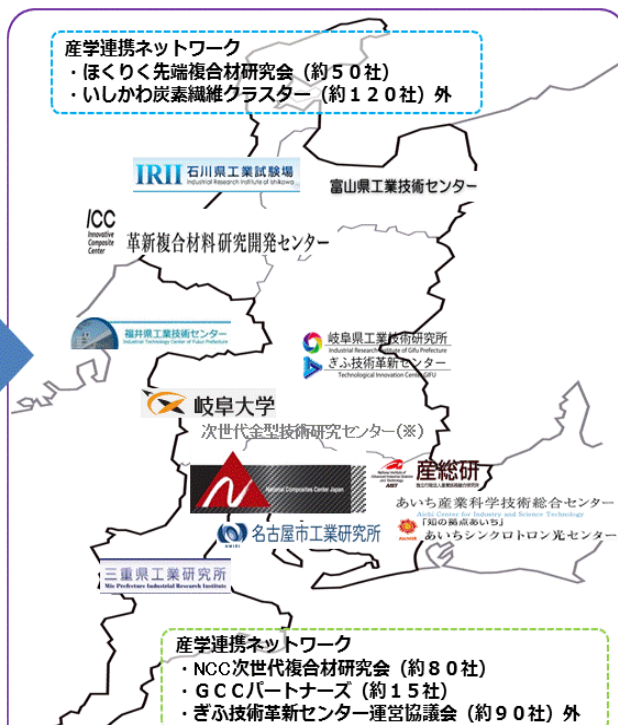 産学連携ネットワーク
・ほくりく先端複合材研究会（約５０社）
・いしかわ炭素繊維クラスター（約１２０社）外
IRII 石川県工業試験場
Industrial Research Institute of Ishikawa
富山県工業技術センター
ICC
Innovative
Composite
Center
革新複合材料研究開発センター
福井県工業技術センター
Industrial Technology Center of Fukui Prefecture
岐阜県工業技術研究所
Industrial Research Institute of Gifu Prefecture
ぎふ技術革新センター
Technological Innovation Center GIFU
岐阜大学
次世代金型技術研究センター(※)
National Composites Center Japan
産総研
AIST
あいち産業科学技術総合センター
Aichi Center for Industry and Science Technology
「知の拠点あいち」
あいちシンクロトロン光センター
名古屋市工業研究所
NMIRI
三重県工業研究所
Mie Prefecture Industrial Research Institute
産学連携ネットワーク
・NCC次世代複合材研究会（約８０社）
・ＧＣＣパートナーズ（約１５社）
・ぎふ技術革新センター運営協議会（約９０社）外